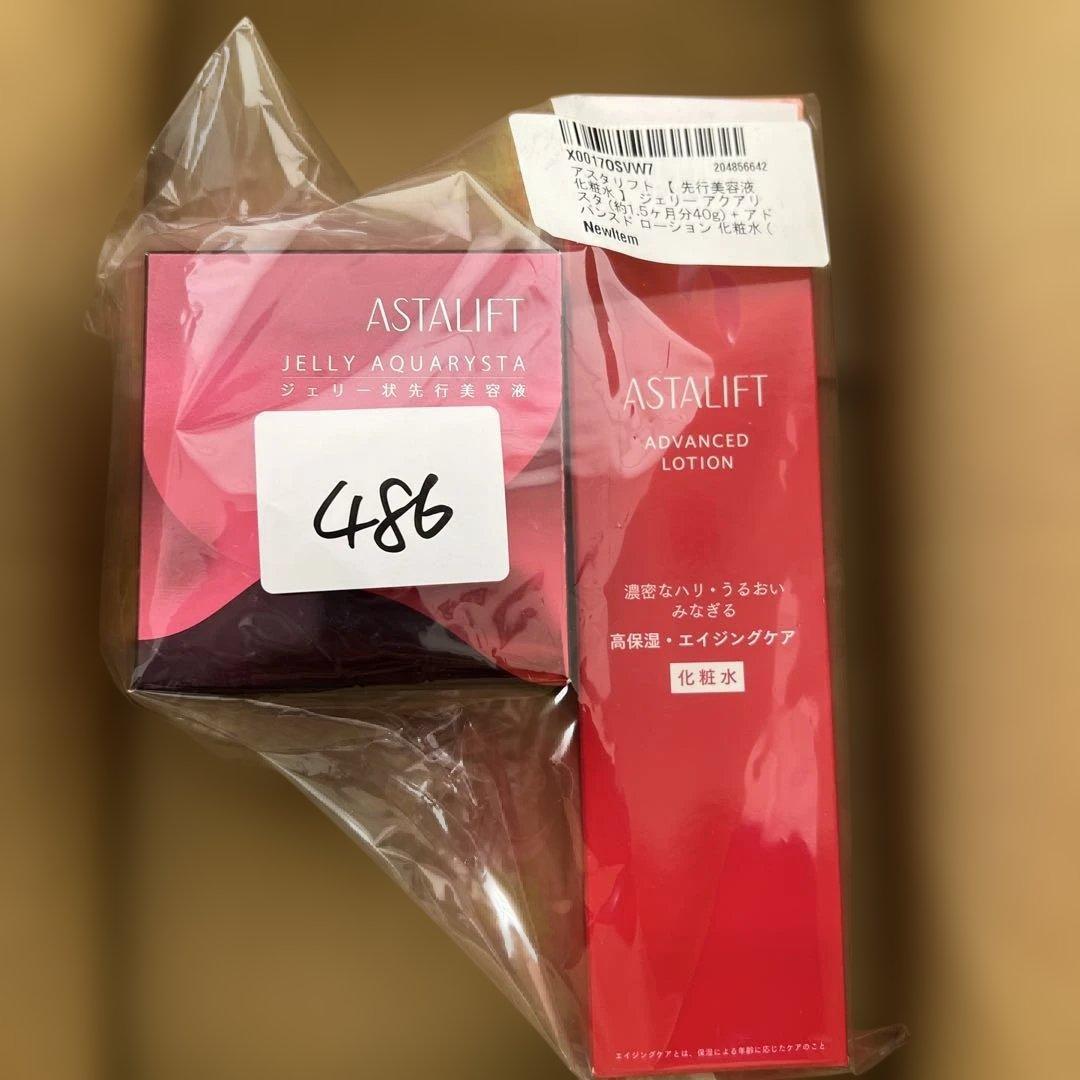 X0017OSVW7
204856642
アスタリフト 【 先行美容液
化粧水 】 ジェリー アクアリ
スタ (約1.5ヶ月分40g) + アド
バンスド ローション 化粧水 (
NewItem
ASTALIFT
JELLY AQUARYSTA
ジェリー状先行美容液
486
ASTALIFT
ADVANCED
LOTION
濃密なハリ・うるおい
みなぎる
高保湿・エイジングケア
化粧水
エイジングケアとは、保湿による年齢に応じたケアのこと